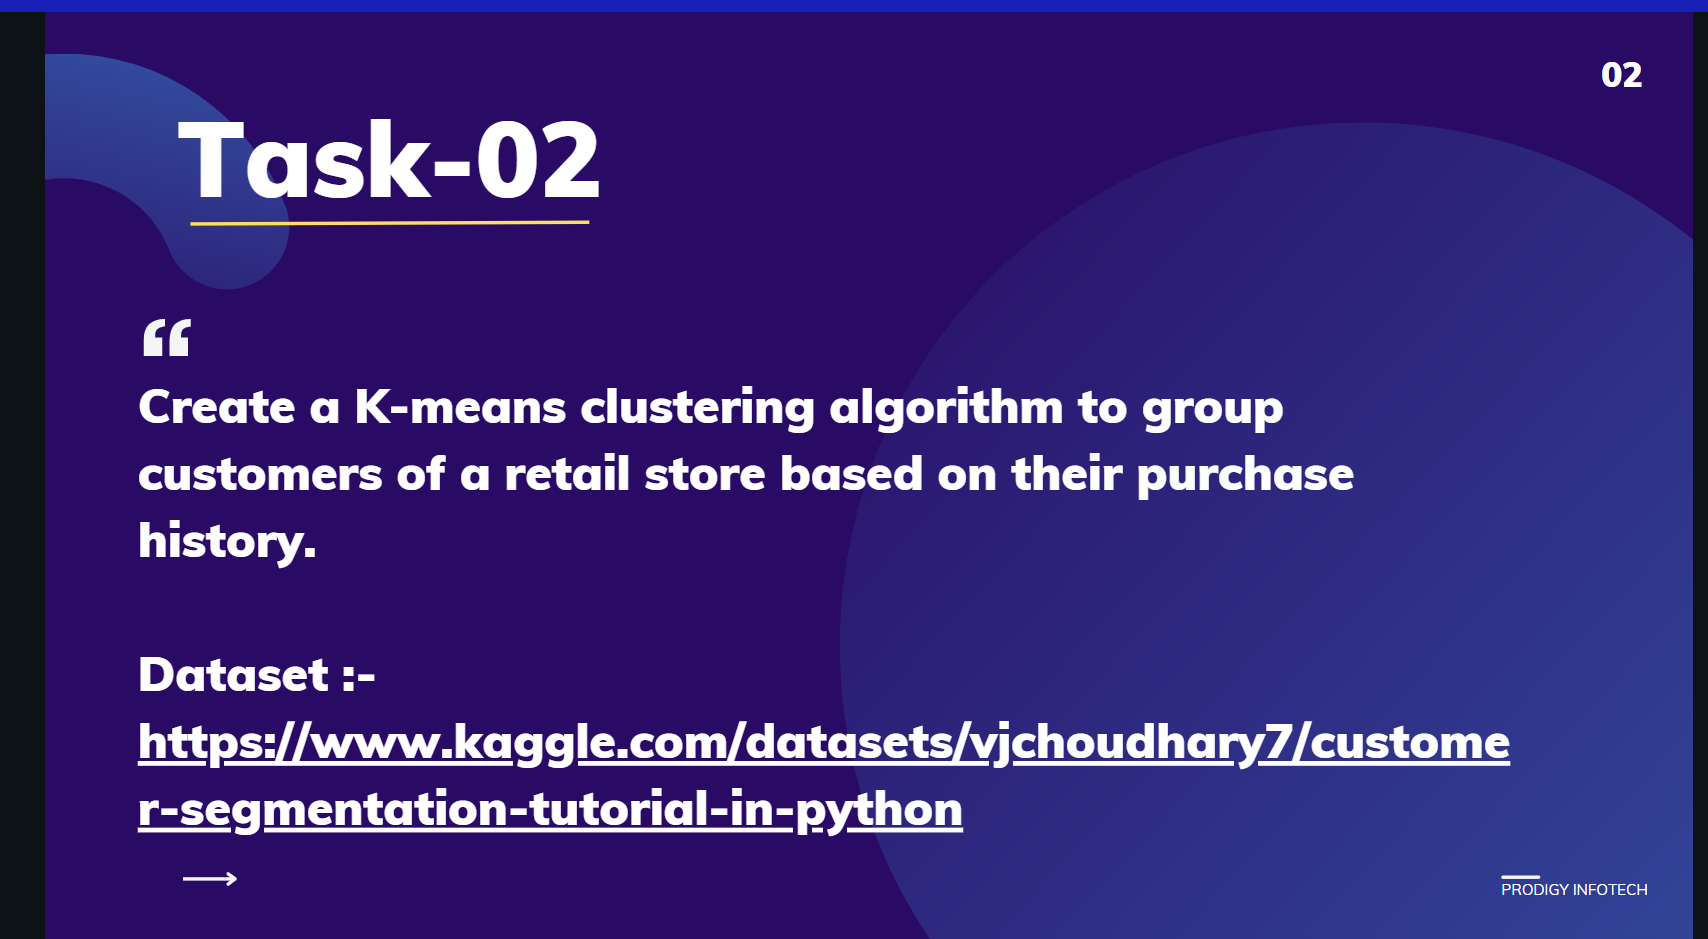 02
Task-02
“
Create a K-means clustering algorithm to group
customers of a retail store based on their purchase
history.
Dataset :-
https://www.kaggle.com/datasets/vjchoudhary7/custome
r-segmentation-tutorial-in-python
PRODIGY INFOTECH